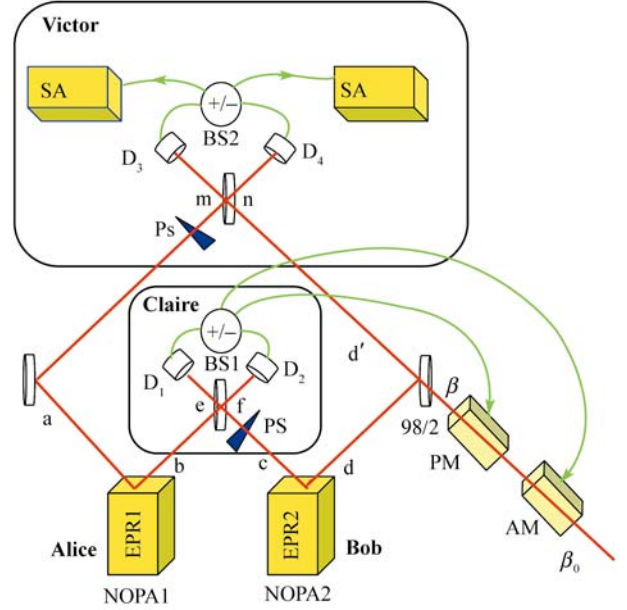 Victor
SA
+/−
SA
BS2
D3
D4
m
n
Ps
Claire
+/−
BS1
D1
D2
d′
e
f
PS
a
b
c
d
β
98/2
PM
AM
β0
EPR1
EPR2
Alice
Bob
NOPA1
NOPA2